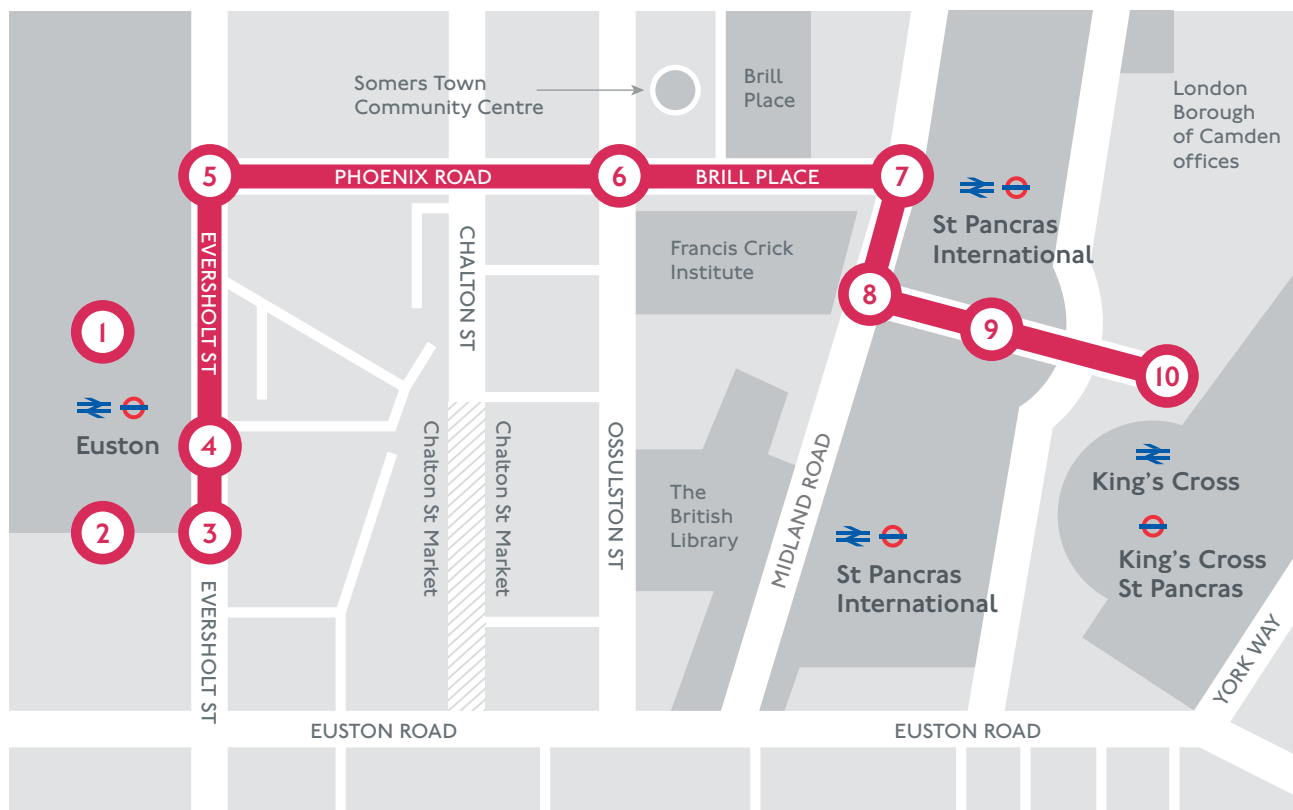 Somers Town
Community Centre
Brill
Place
London
Borough
of Camden
offices
5
PHOENIX ROAD
6
BRILL PLACE
7
St Pancras
International
EVERSHOLT ST
CHALTON ST
Francis Crick
Institute
8
9
10
1
Euston
4
2
3
Chalton St Market
Chalton St Market
OSSULSTON ST
The
British
Library
MIDLAND ROAD
St Pancras
International
King's Cross
King's Cross
St Pancras
EVERSHOLT ST
YORK WAY
EUSTON ROAD
EUSTON ROAD